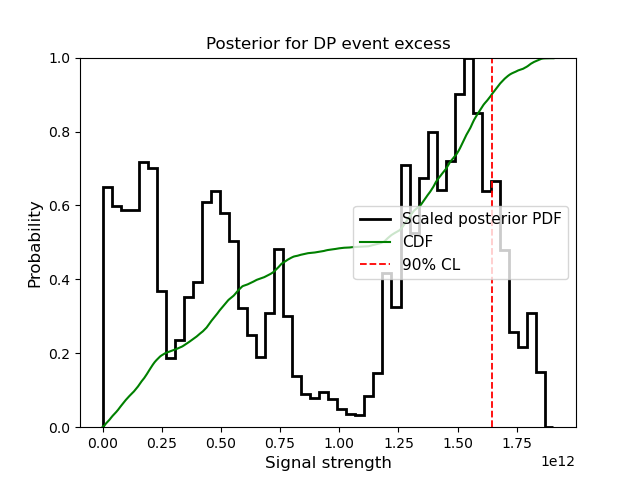 Posterior for DP event excess
Probability
1.0
0.8
0.6
0.4
0.2
0.0
Scaled posterior PDF
CDF
90% CL
0.00 0.25 0.50 0.75 1.00 1.25 1.50 1.75
1e12
Signal strength